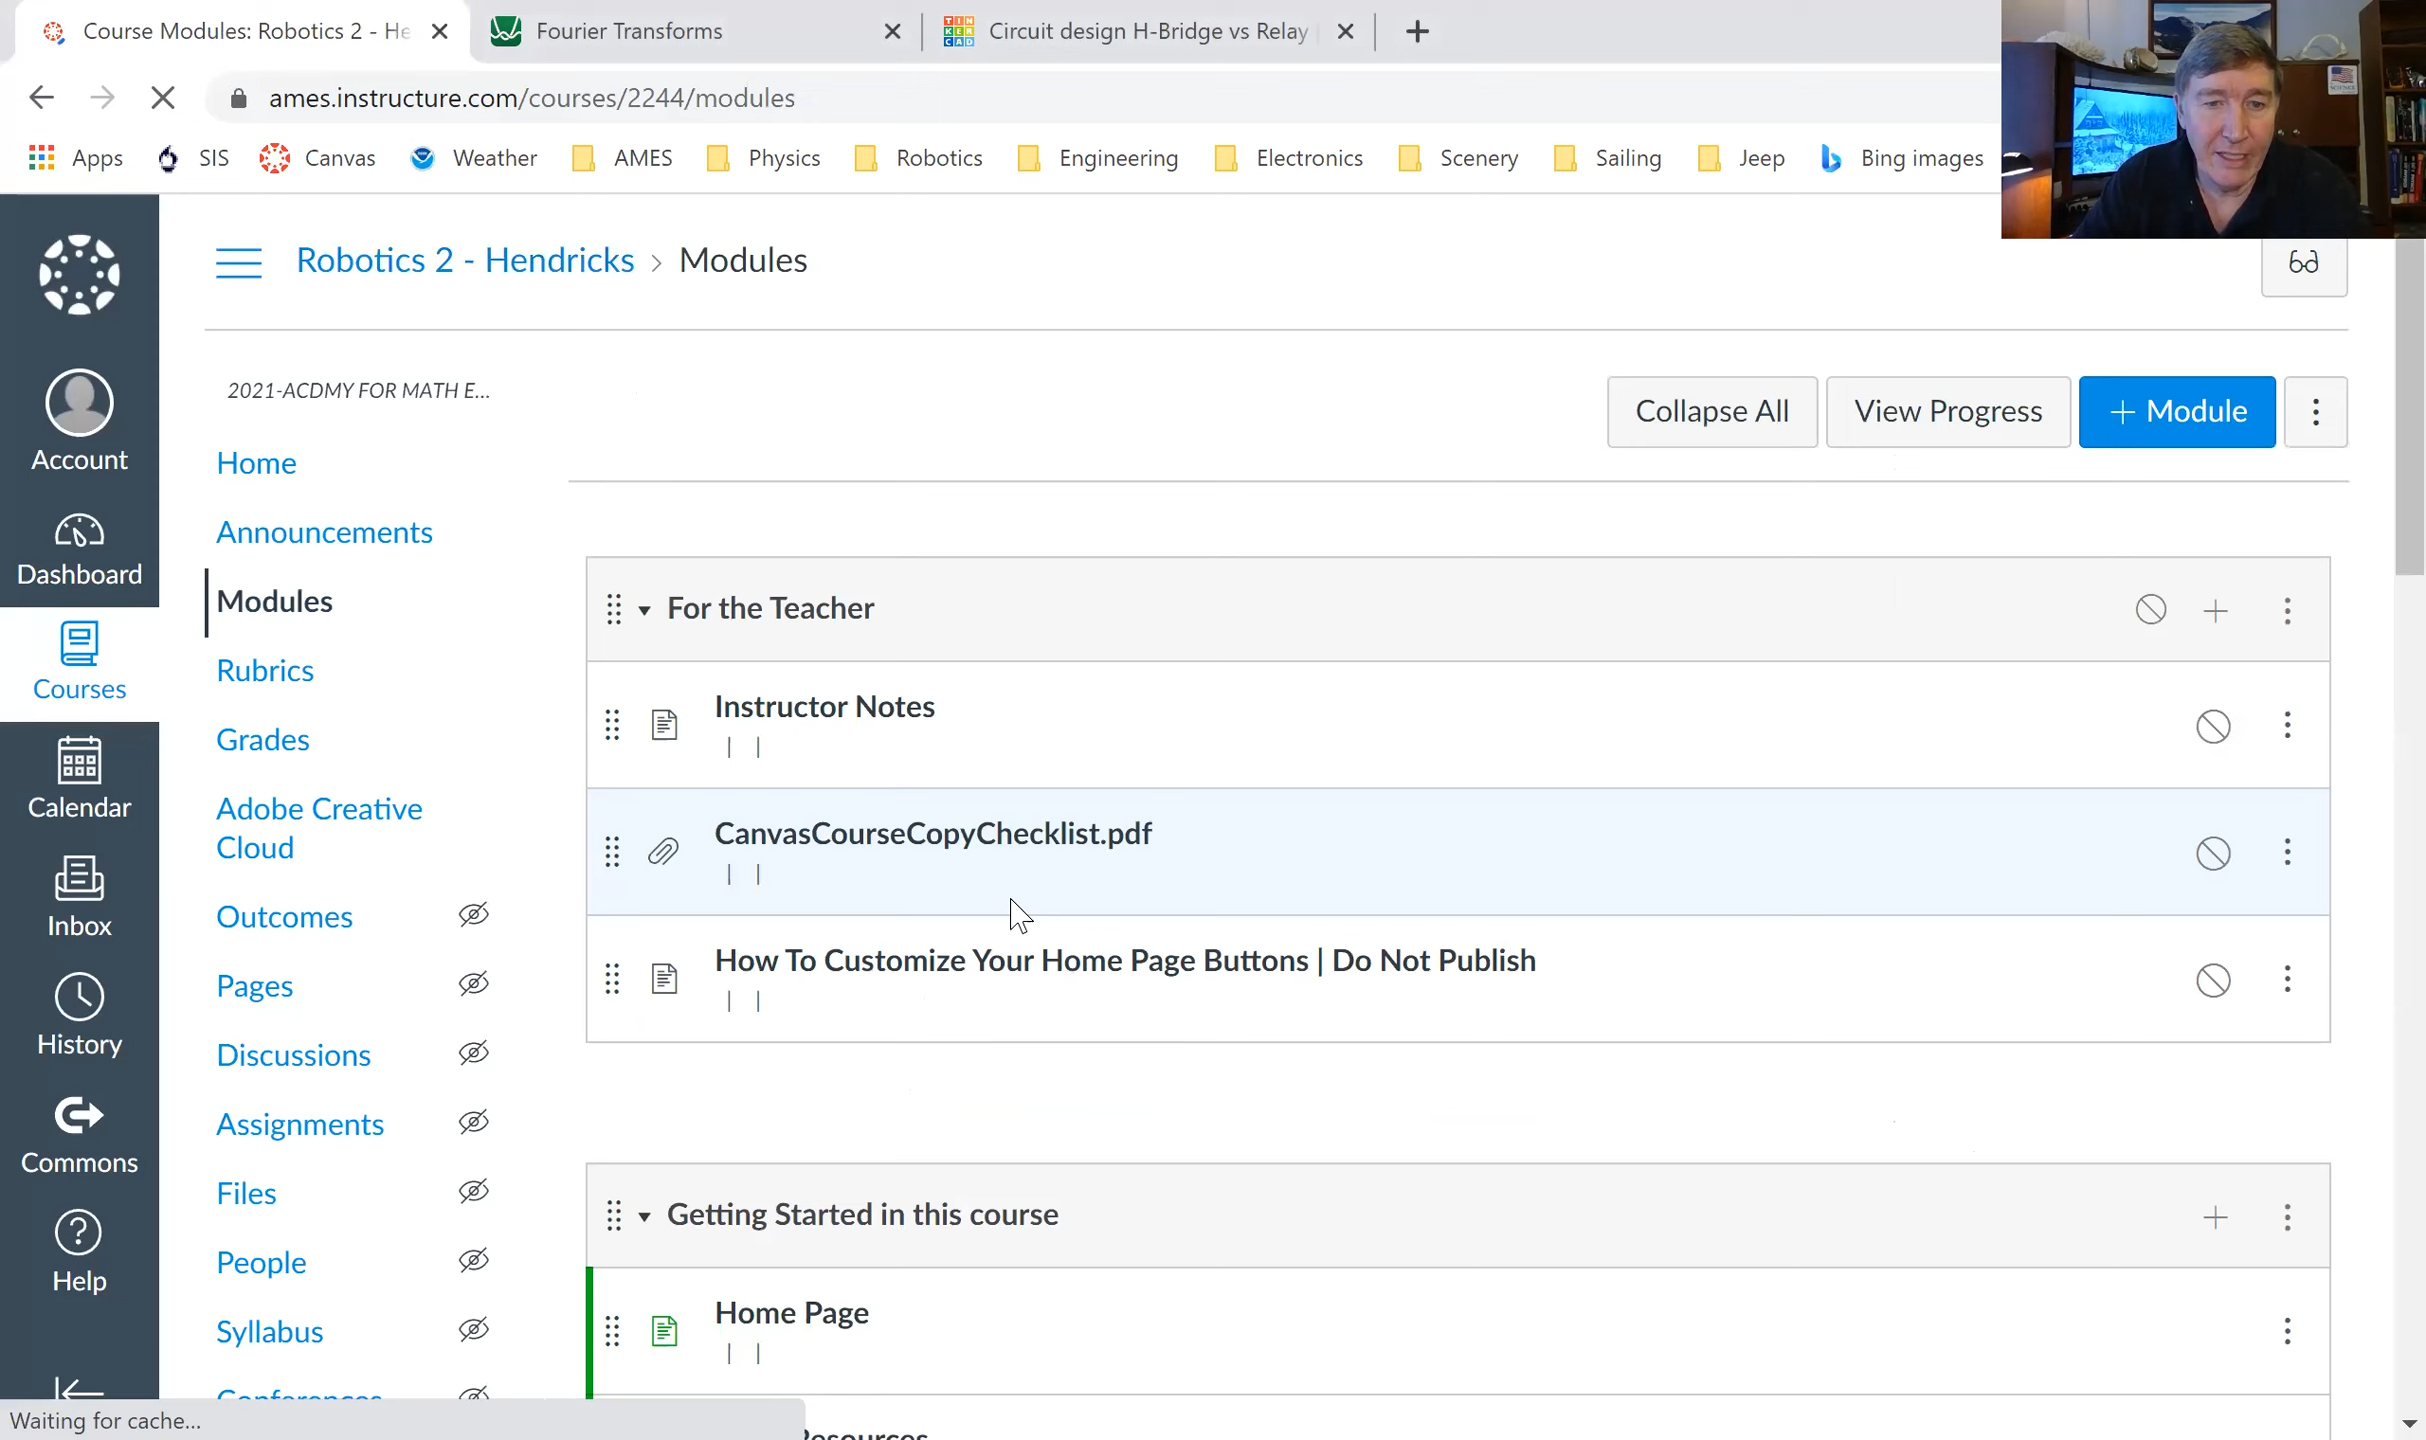 Course Modules: Robotics 2 - He
Fourier Transforms
TIN
KER
CAD
Circuit design H-Bridge vs Relay
ames.instructure.com/courses/2244/modules
Apps
SIS
Canvas
Weather
AMES
Physics
Robotics
Engineering
Electronics
Scenery
Sailing
Jeep
Bing images
Robotics 2 - Hendricks > Modules
2021-ACDMY FOR MATH E...
Collapse All
View Progress
+ Module
Account
Dashboard
Courses
Calendar
Inbox
History
Commons
Help
Home
Announcements
Modules
Rubrics
Grades
Adobe Creative
Cloud
Outcomes
Pages
Discussions
Assignments
Files
People
Syllabus
Conferences
For the Teacher
Instructor Notes
| |
CanvasCourseCopyChecklist.pdf
| |
How To Customize Your Home Page Buttons | Do Not Publish
| |
Getting Started in this course
Home Page
| |
Resources
Waiting for cache...